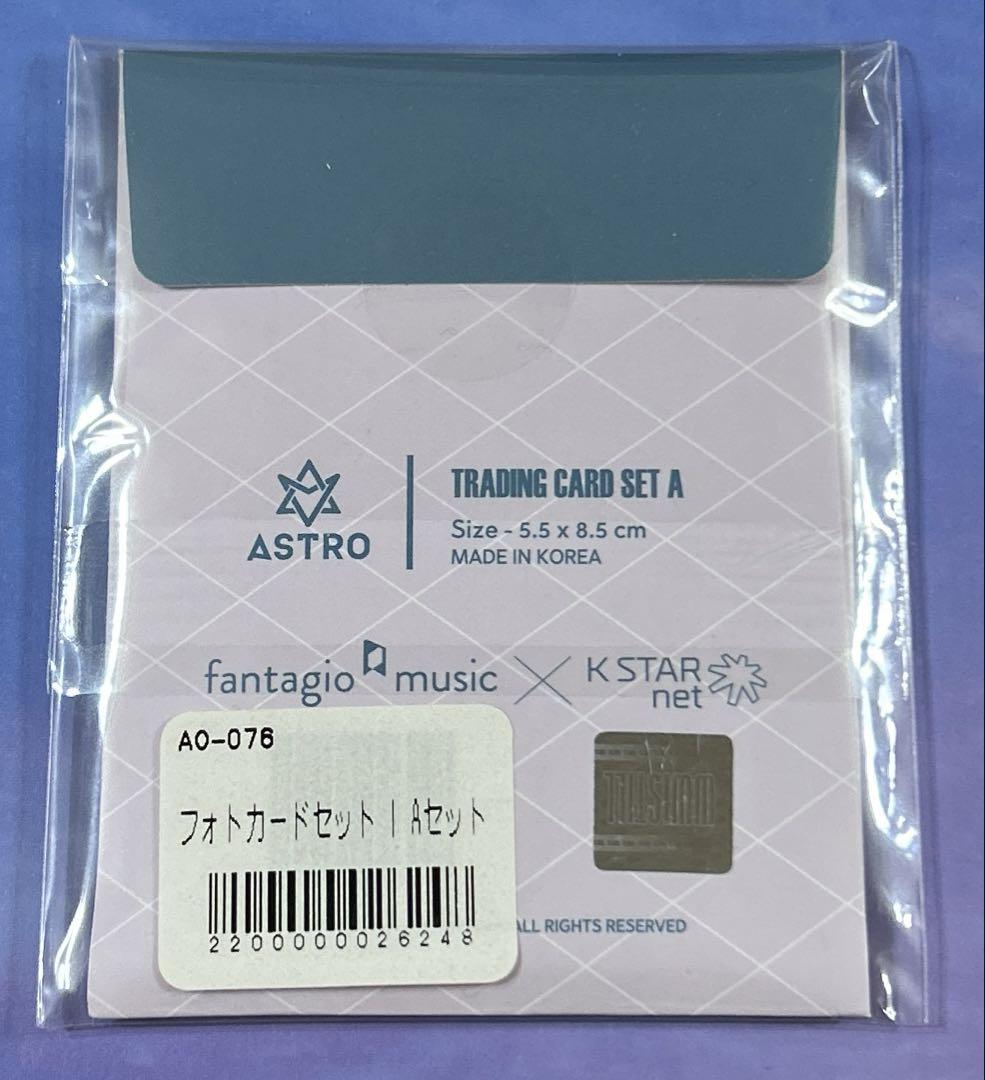 ASTRO
TRADING CARD SET A
Size - 5.5 x 8.5 cm
MADE IN KOREA
fantagio music
K STAR
net
AO-076
フォトカードセット | Aセット
2200000026248
ALL RIGHTS RESERVED